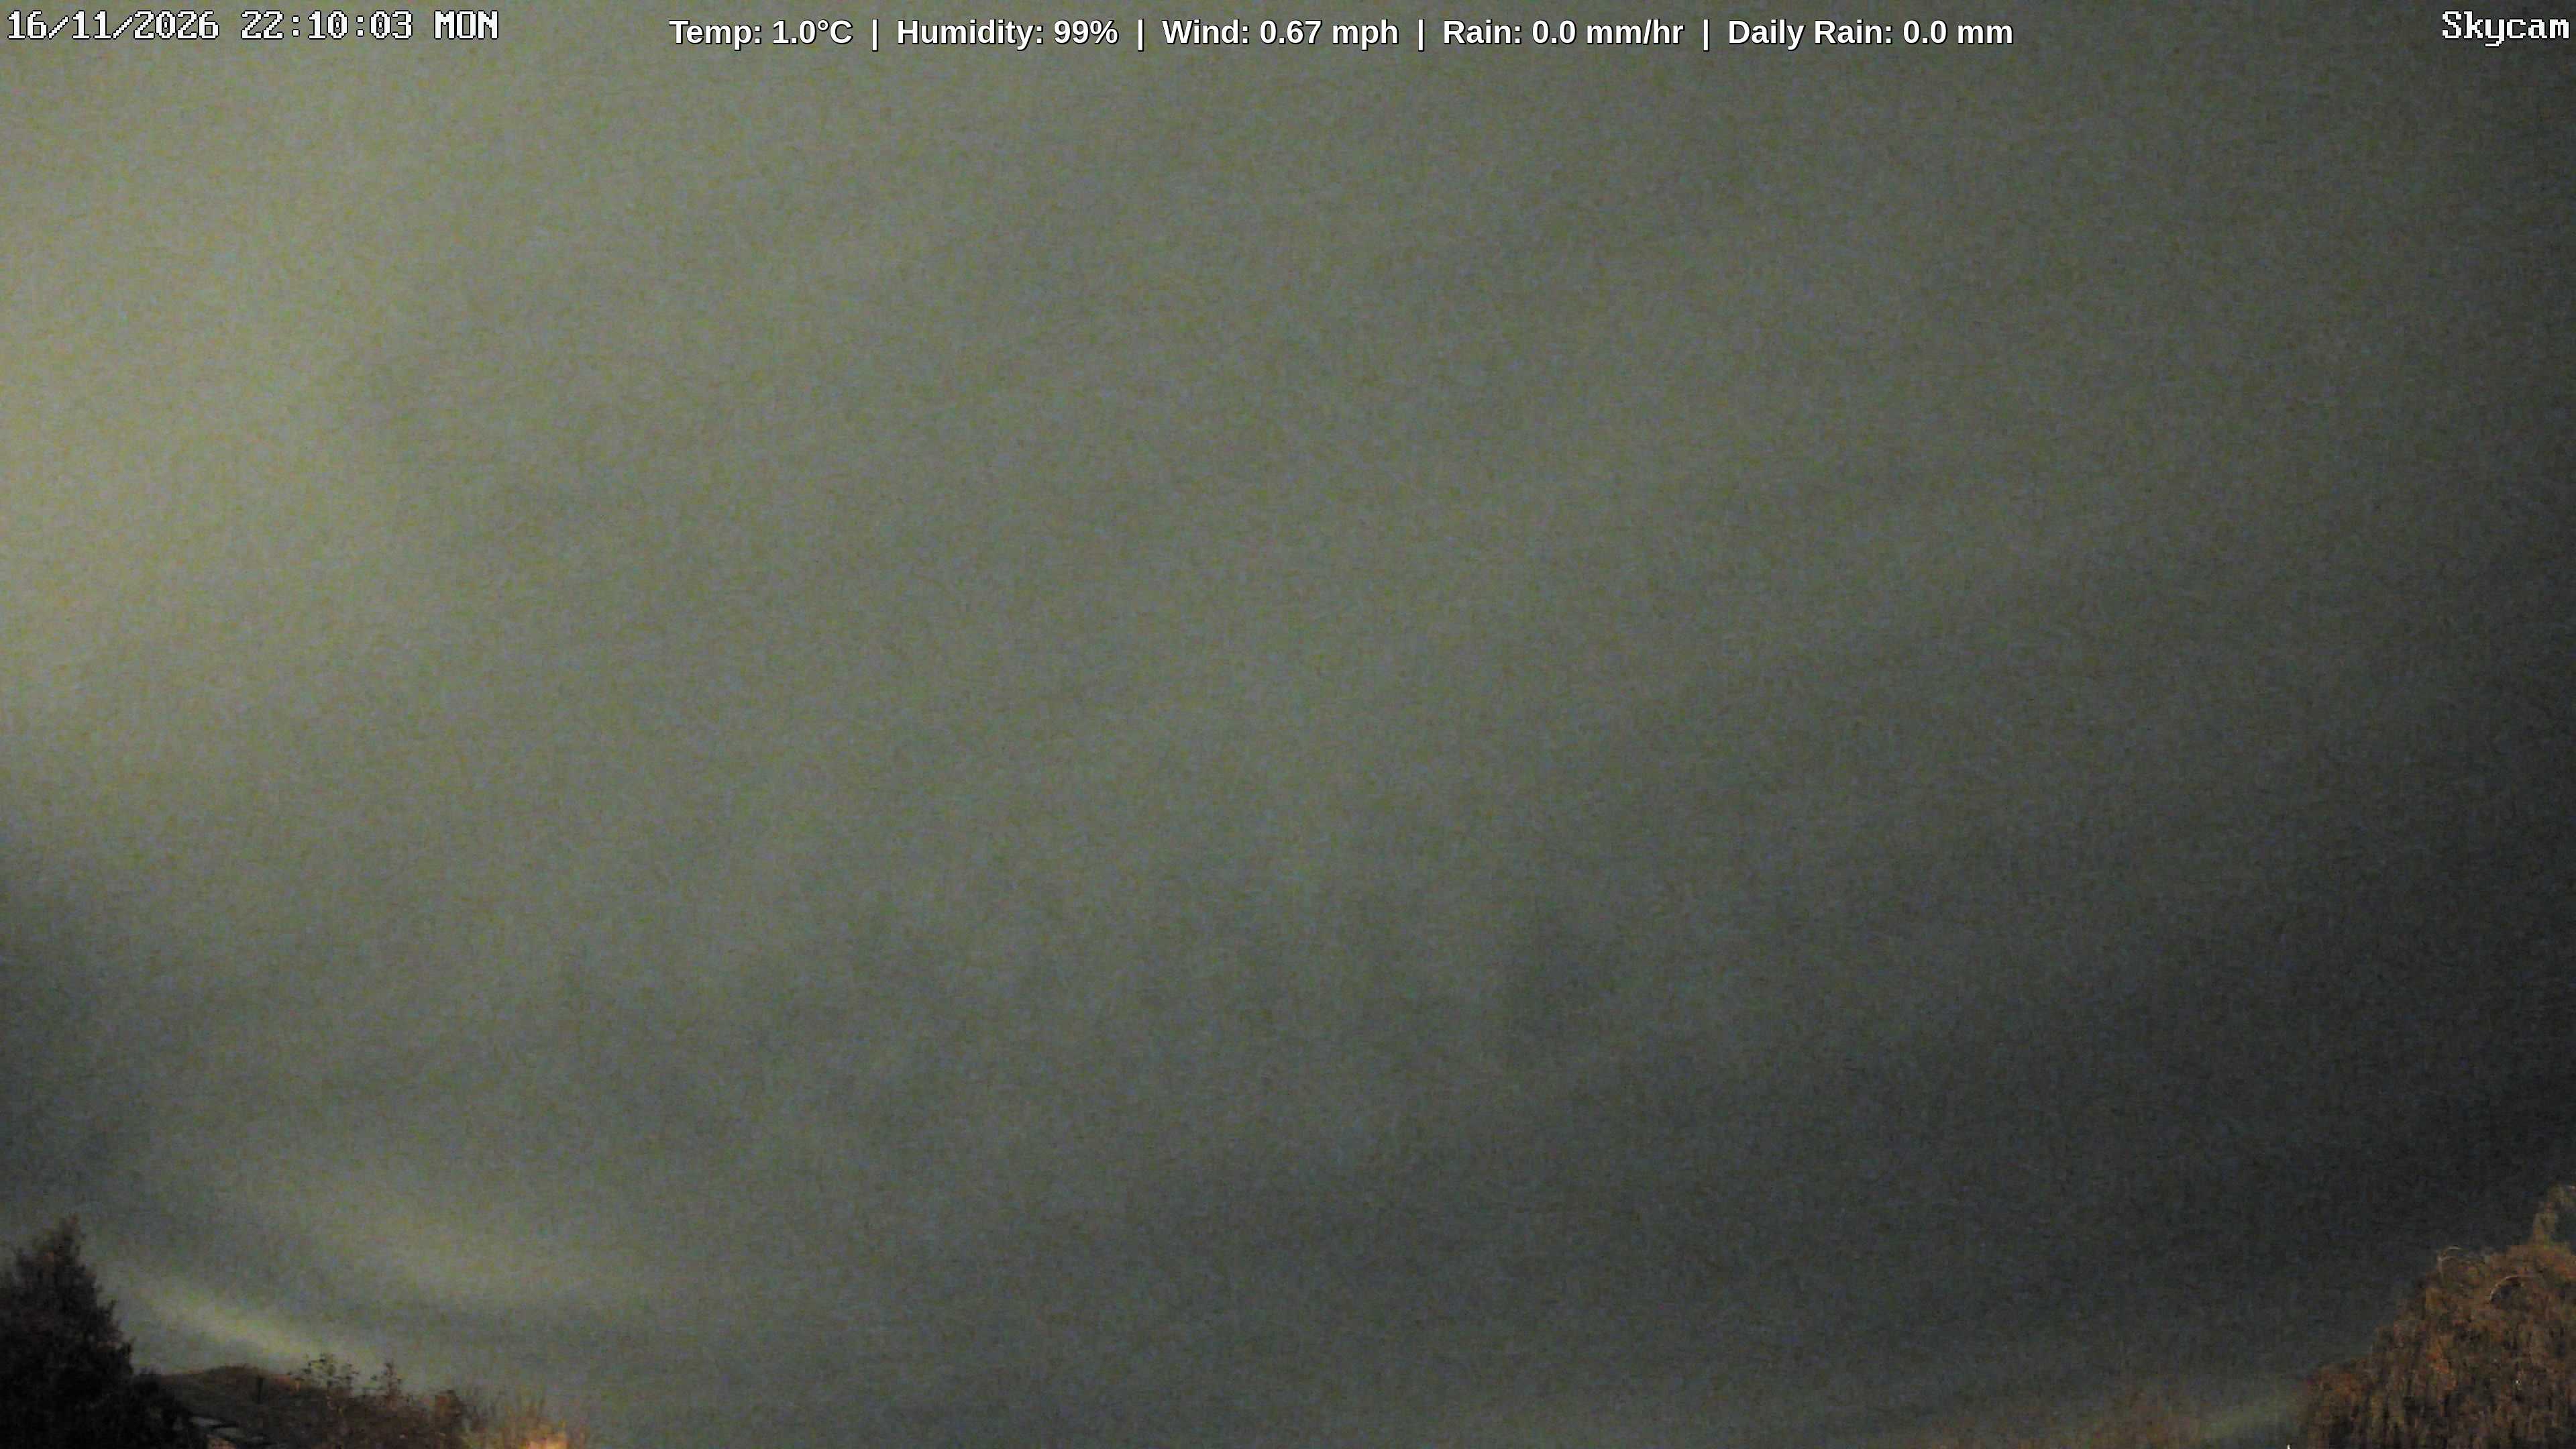 16/11/2026 22:10:03 MON
Temp: 1.0°C | Humidity: 99% | Wind: 0.67 mph | Rain: 0.0 mm/hr | Daily Rain: 0.0 mm
Skycam